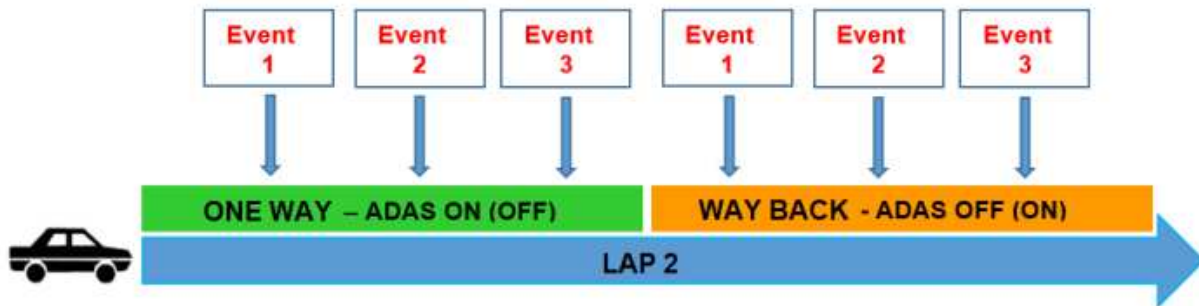 Event
1
Event
2
Event
3
Event
1
Event
2
Event
3
ONE WAY – ADAS ON (OFF)
WAY BACK - ADAS OFF (ON)
LAP 2